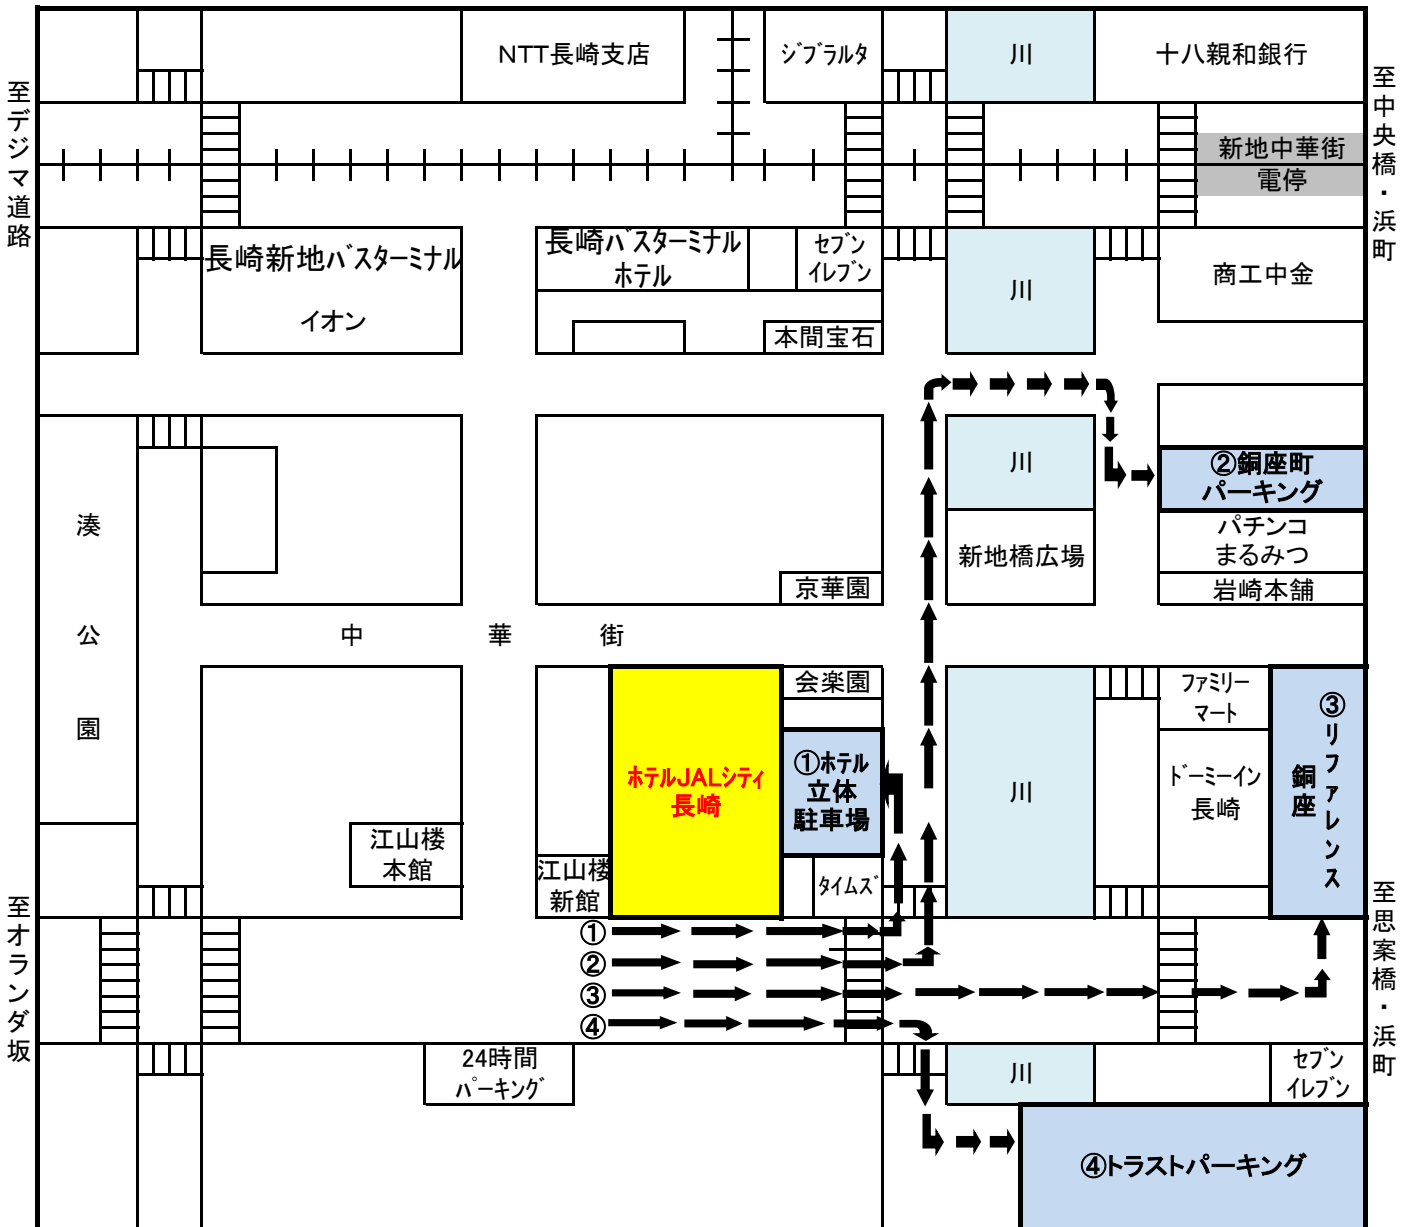 NTT長崎支店
ジブラルタ
川
十八親和銀行
至デジマ道路
至中央橋・浜町
新地中華街
電停
長崎新地バスターミナル
イオン
長崎バスターミナル
ホテル
セブン
イレブン
川
商工中金
本間宝石
川
②銅座町
パーキング
湊公園
パチンコ
まるみつ
新地橋広場
京華園
岩崎本舗
中華街
会楽園
ファミリー
マート
③リファレンス
銅座
ホテルJALシティ
長崎
①ホテル
立体
駐車場
川
ドーミーイン
長崎
江山楼
本館
江山楼
新館
タイムズ
至オランダ坂
至思案橋・浜町
①
②
③
④
24時間
パーキング
川
セブン
イレブン
④トラストパーキング